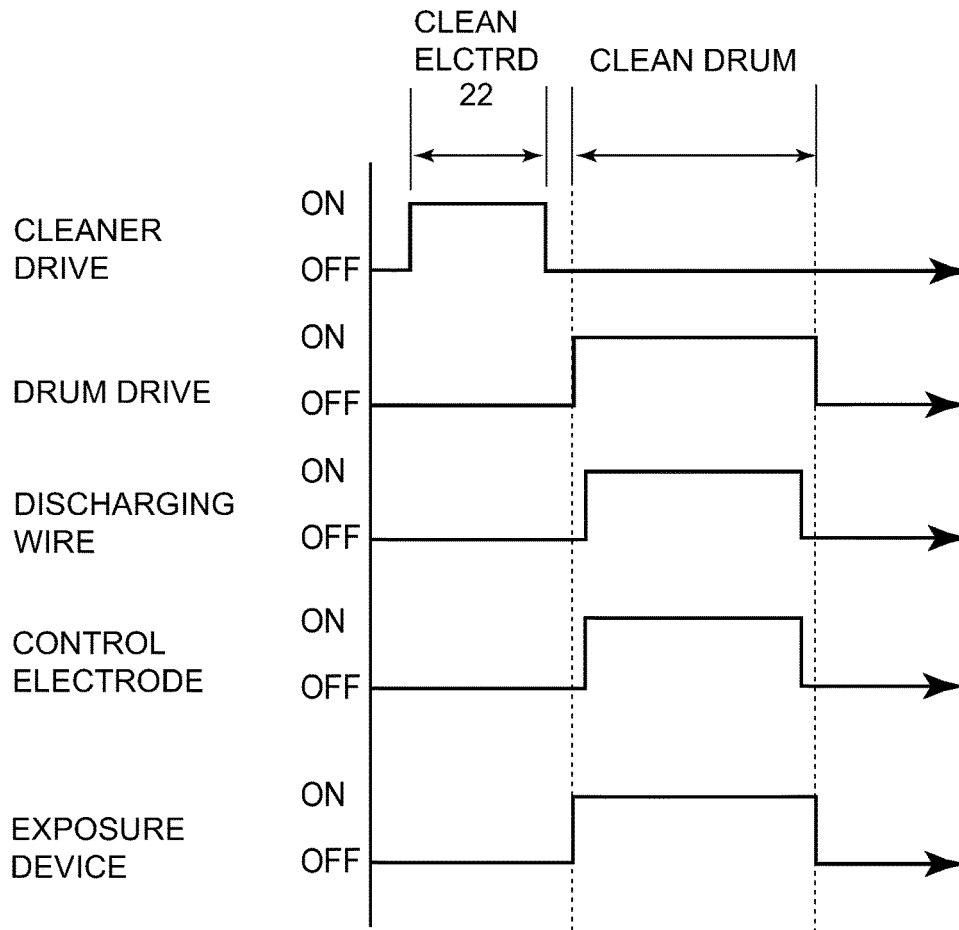 CLEAN
ELCTRD
22
CLEAN DRUM
CLEANER
DRIVE
ON
OFF
DRUM DRIVE
ON
OFF
DISCHARGING
WIRE
ON
OFF
CONTROL
ELECTRODE
ON
OFF
EXPOSURE
DEVICE
ON
OFF